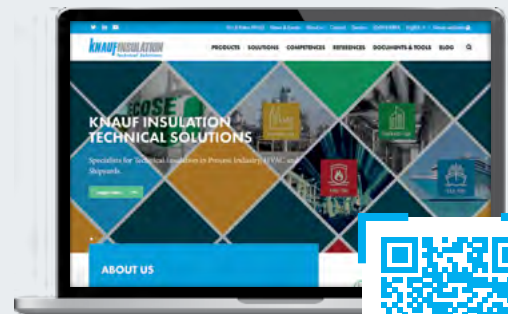 KNAUF INSULATION
Technical Solutions
PRODUCTS SOLUTIONS COMPETENCES REFERENCES DOCUMENTS & TOOLS BLOG
ECOSE
KNAUF INSULATION
TECHNICAL SOLUTIONS
Specialists for Technical Insulation in Process Industry, HVAC and
Shipyards.
ABOUT US